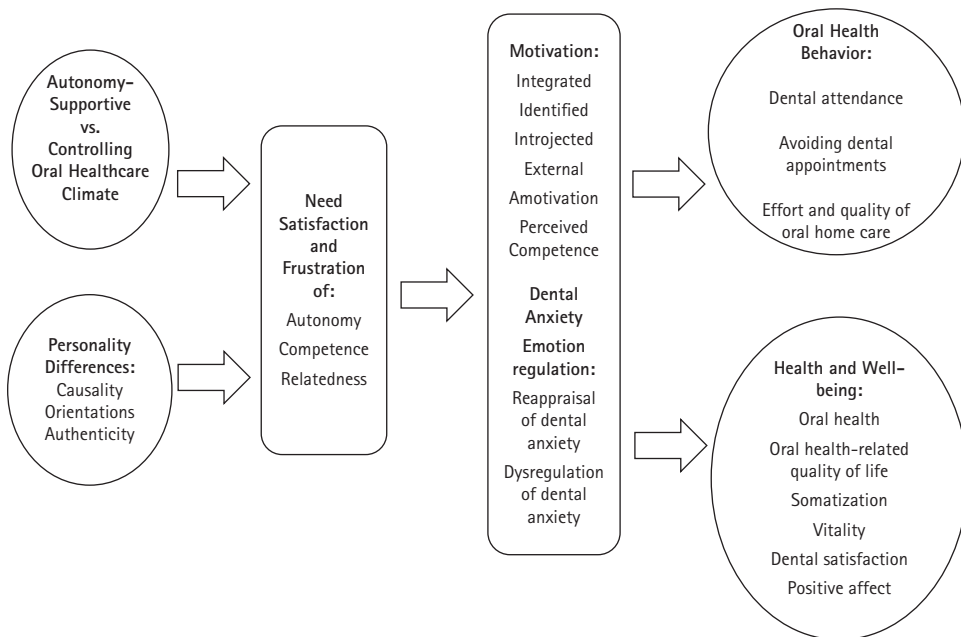 Autonomy-
Supportive
vs.
Controlling
Oral Healthcare
Climate
Personality
Differences:
Causality
Orientations
Authenticity
Need
Satisfaction
and
Frustration
of:
Autonomy
Competence
Relatedness
Motivation:
Integrated
Identified
Introjected
External
Amotivation
Perceived
Competence
Dental
Anxiety
Emotion
regulation:
Reappraisal
of dental
anxiety
Dysregulation
of dental
anxiety
Oral Health
Behavior:
Dental attendance
Avoiding dental
appointments
Effort and quality of
oral home care
Health and Well-
being:
Oral health
Oral health-related
quality of life
Somatization
Vitality
Dental satisfaction
Positive affect